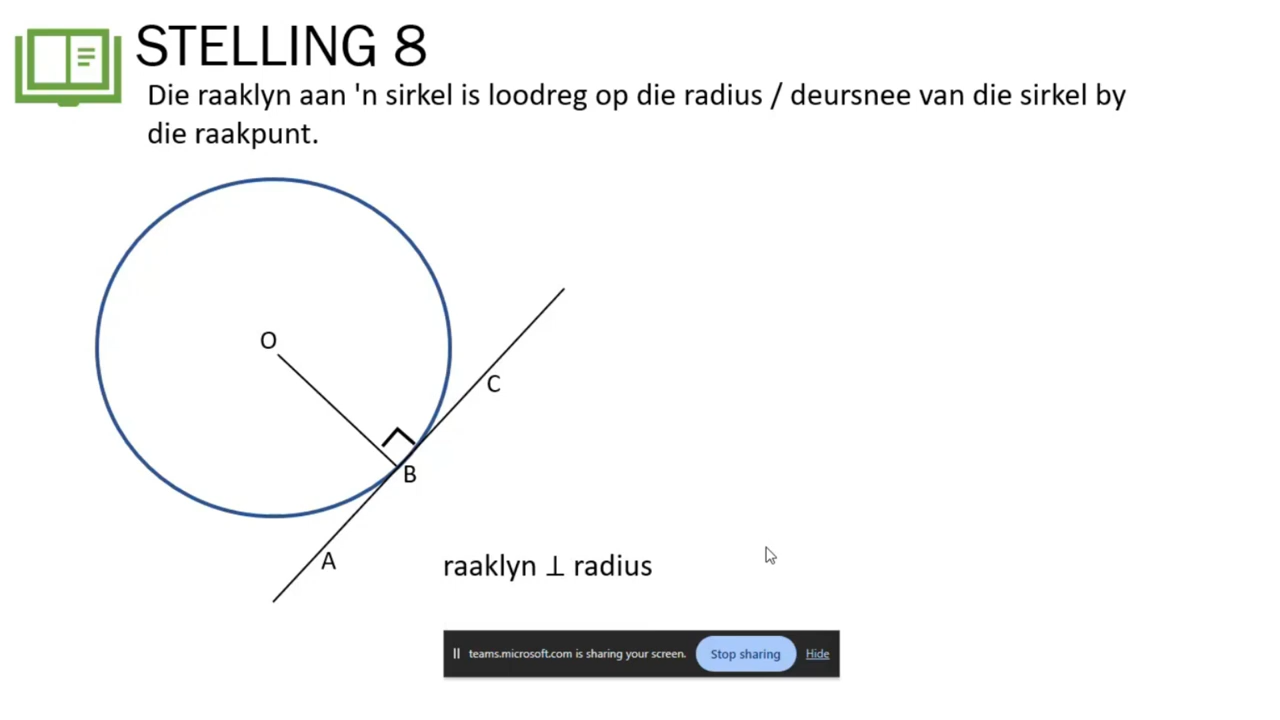 STELLING 8
Die raaklyn aan 'n sirkel is loodreg op die radius / deursnee van die sirkel by
die raakpunt.
O
C
B
A
raaklyn ⊥ radius
teams.microsoft.com is sharing your screen. Stop sharing Hide